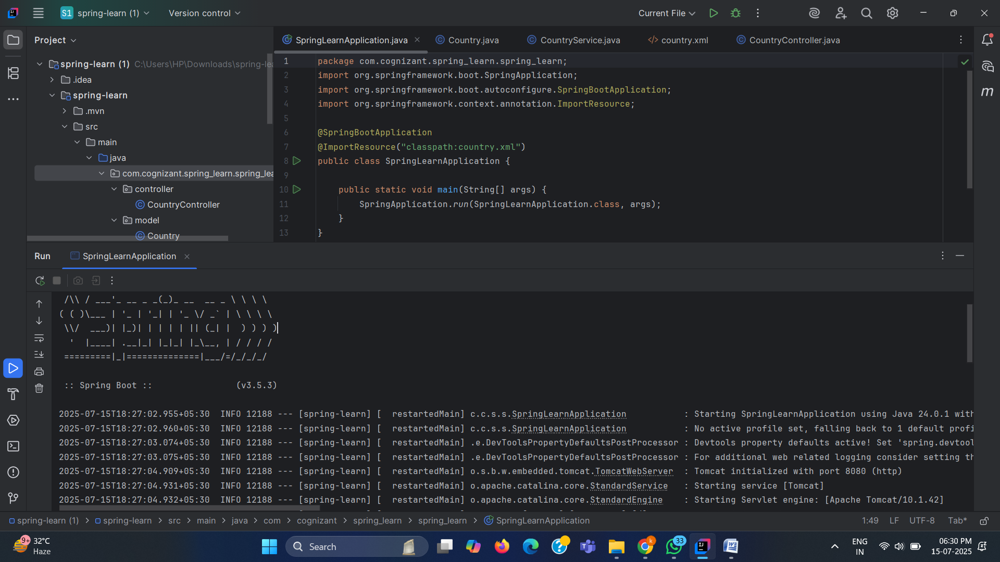 S1 spring-learn (1) Version control Current File
Project
SpringLearnApplication.java Country.java CountryService.java country.xml CountryController.java
spring-learn (1) C:\Users\HP\Downloads\spring-lea
.idea
spring-learn
.mvn
src
main
java
com.cognizant.spring_learn.spring_lea
controller
CountryController
model
Country
1 package com.cognizant.spring_learn.spring_learn;
2 import org.springframework.boot.SpringApplication;
3 import org.springframework.boot.autoconfigure.SpringBootApplication;
4 import org.springframework.context.annotation.ImportResource;
5
6 @SpringBootApplication
7 @ImportResource("classpath:country.xml")
8 public class SpringLearnApplication {
9
10 public static void main(String[] args) {
11 SpringApplication.run(SpringLearnApplication.class, args);
12 }
13 }
m
Run SpringLearnApplication
/\\ / ___'_ __ _ _(_)_ __  __ _ \ \ \ \
( ( )\___ | '_ | '_| | '_ \/ _` | \ \ \ \
\\/  ___)| |_)| | | | | || (_| |  ) ) ) )
'  |____| .__|_| |_|_| |_\__, | / / / /
=========|_|==============|___/=/_/_/_/
:: Spring Boot :: (v3.5.3)
2025-07-15T18:27:02.955+05:30 INFO 12188 --- [spring-learn] [ restartedMain] c.c.s.s.SpringLearnApplication : Starting SpringLearnApplication using Java 24.0.1 with
2025-07-15T18:27:02.960+05:30 INFO 12188 --- [spring-learn] [ restartedMain] c.c.s.s.SpringLearnApplication : No active profile set, falling back to 1 default profi
2025-07-15T18:27:03.074+05:30 INFO 12188 --- [spring-learn] [ restartedMain] .e.DevToolsPropertyDefaultsPostProcessor : Devtools property defaults active! Set 'spring.devtool
2025-07-15T18:27:03.075+05:30 INFO 12188 --- [spring-learn] [ restartedMain] .e.DevToolsPropertyDefaultsPostProcessor : For additional web related logging consider setting th
2025-07-15T18:27:04.909+05:30 INFO 12188 --- [spring-learn] [ restartedMain] o.s.b.w.embedded.tomcat.TomcatWebServer : Tomcat initialized with port 8080 (http)
2025-07-15T18:27:04.931+05:30 INFO 12188 --- [spring-learn] [ restartedMain] o.apache.catalina.core.StandardService : Starting service [Tomcat]
2025-07-15T18:27:04.932+05:30 INFO 12188 --- [spring-learn] [ restartedMain] o.apache.catalina.core.StandardEngine : Starting Servlet engine: [Apache Tomcat/10.1.42]
spring-learn (1) > spring-learn > src > main > java > com > cognizant > spring_learn > spring_learn > SpringLearnApplication 1:49 LF UTF-8 Tab*
9+ 32°C
Haze
Search
33
ENG
IN
06:30 PM
15-07-2025